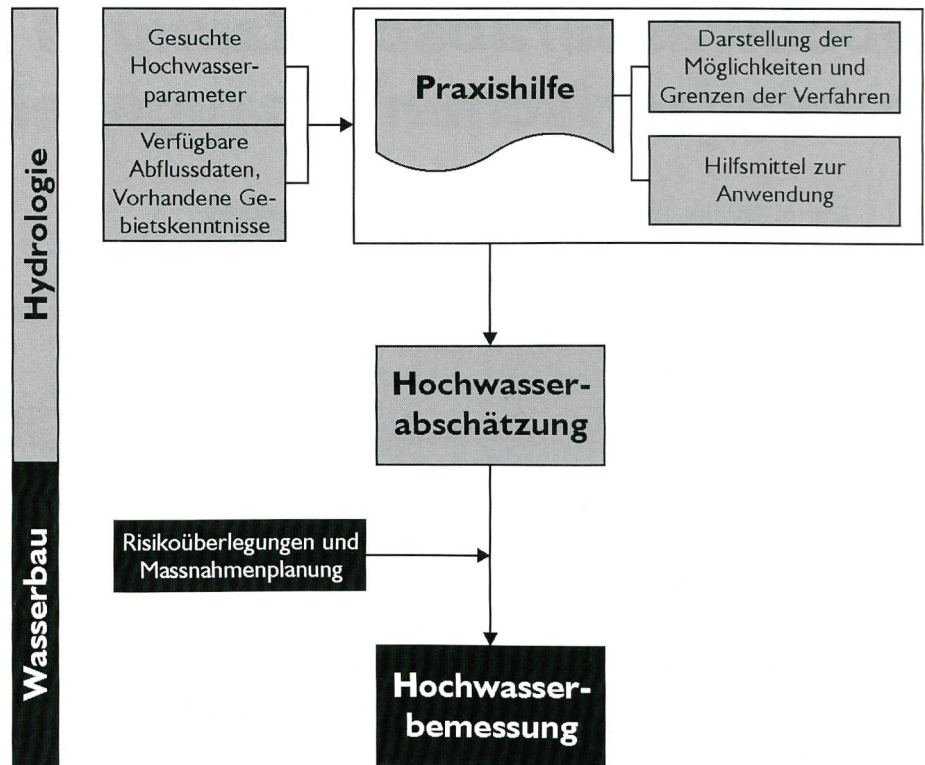 Hydrologie
Gesuchte
Hochwasser-
parameter
Verfügbare
Abflussdaten,
Vorhandene Ge-
bietskenntnisse
Praxishilfe
Darstellung der
Möglichkeiten und
Grenzen der Verfahren
Hilfsmittel zur
Anwendung
Hochwasser-
abschätzung
Wasserbau
Risikoüberlegungen und
Massnahmenplanung
Hochwasser-
bemessung